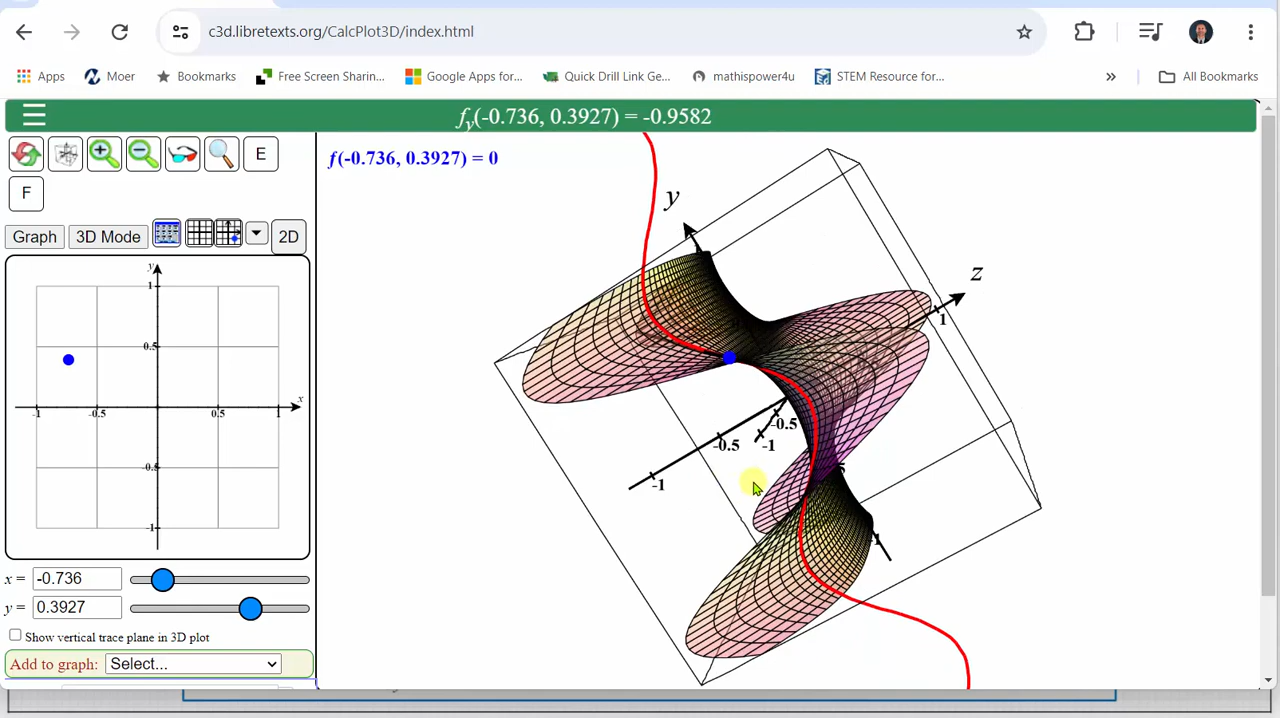 c3d.libretexts.org/CalcPlot3D/index.html
Apps Moer Bookmarks Free Screen Sharin... Google Apps for... Quick Drill Link Ge... mathispower4u STEM Resource for... » All Bookmarks
f_y(-0.736, 0.3927) = -0.9582
E
f(-0.736, 0.3927) = 0
F
Graph 3D Mode 2D
y
1
0.5
x
-1 -0.5 0.5 1
-0.5
-1
y
z
1
-0.5
-0.5 -1
-1
-1
x = -0.736
y = 0.3927
Show vertical trace plane in 3D plot
Add to graph: Select...